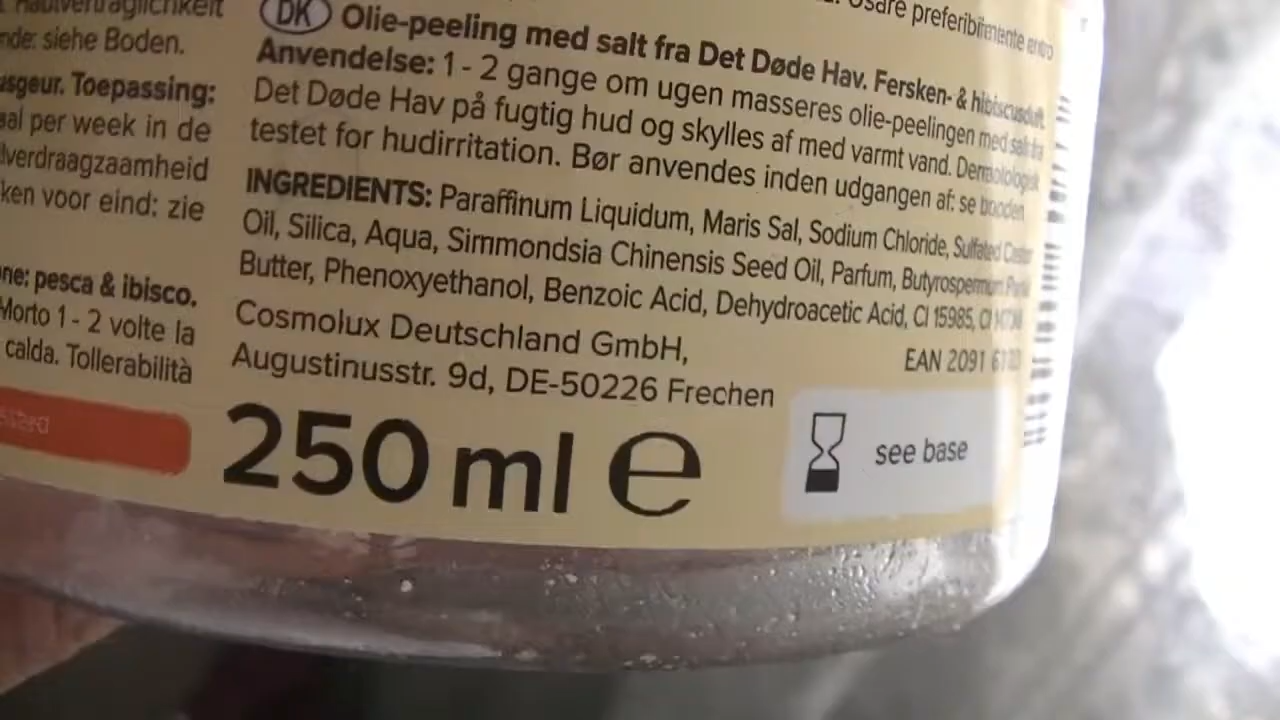 nde: siehe Boden.
usgeur. Toepassing:
aal per week in de
lverdraagzaamheid
ken voor eind: zie
ne: pesca & ibisco.
Morto 1 - 2 volte la
calda. Tollerabilità
preferibilmente entro
DK Olie-peeling med salt fra Det Døde Hav. Fersken- & hibiscusduft.
Anvendelse: 1 - 2 gange om ugen masseres olie-peelingen med salt fra
Det Døde Hav på fugtig hud og skylles af med varmt vand. Dermatologisk
testet for hudirritation. Bør anvendes inden udgangen af: se bunden.
INGREDIENTS: Paraffinum Liquidum, Maris Sal, Sodium Chloride, Sulfated Castor
Oil, Silica, Aqua, Simmondsia Chinensis Seed Oil, Parfum, Butyrospermum Parkii
Butter, Phenoxyethanol, Benzoic Acid, Dehydroacetic Acid, CI 15985, CI
Cosmolux Deutschland GmbH,
Augustinusstr. 9d, DE-50226 Frechen
EAN 2091
250 ml e
see base